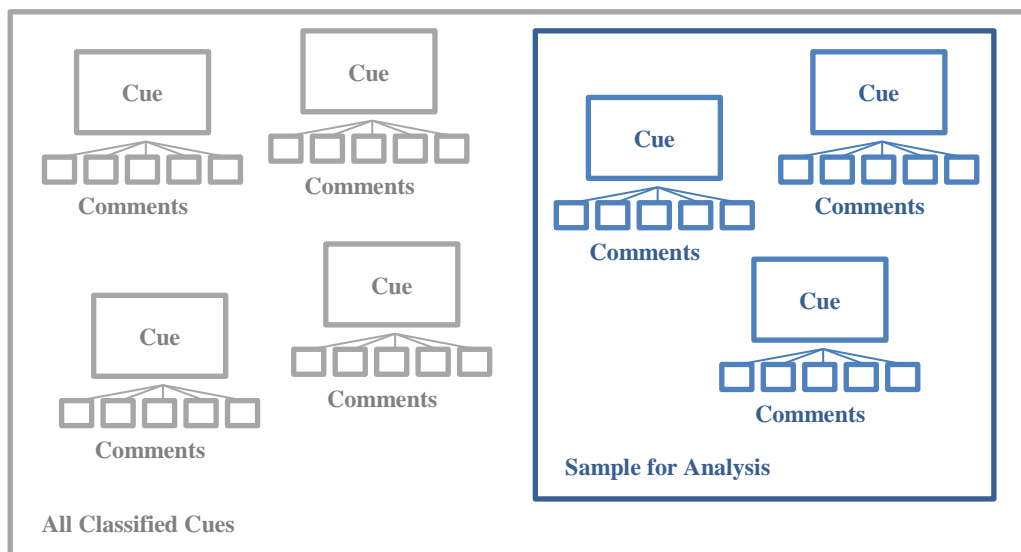 Cue
Comments
Cue
Comments
Cue
Comments
Cue
Comments
All Classified Cues
Cue
Comments
Cue
Comments
Cue
Comments
Sample for Analysis